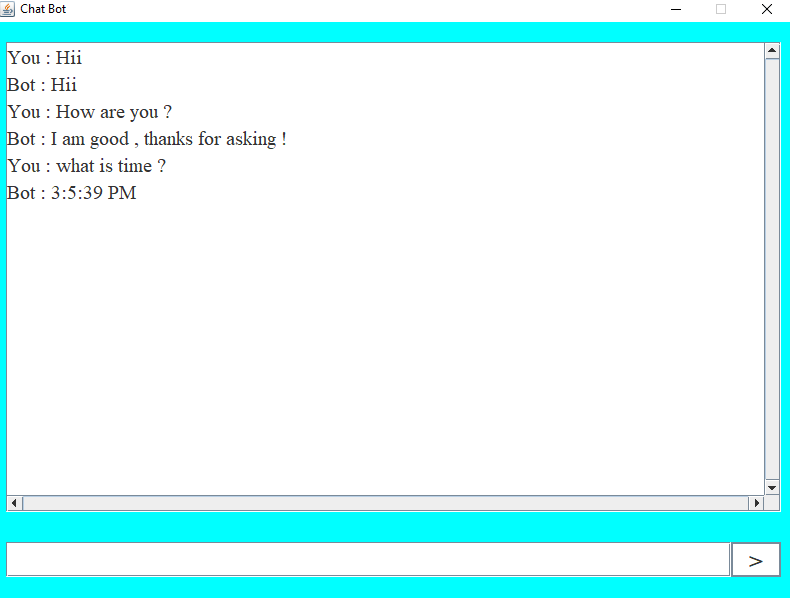 Chat Bot
You : Hii
Bot : Hii
You : How are you ?
Bot : I am good , thanks for asking !
You : what is time ?
Bot : 3:5:39 PM
>